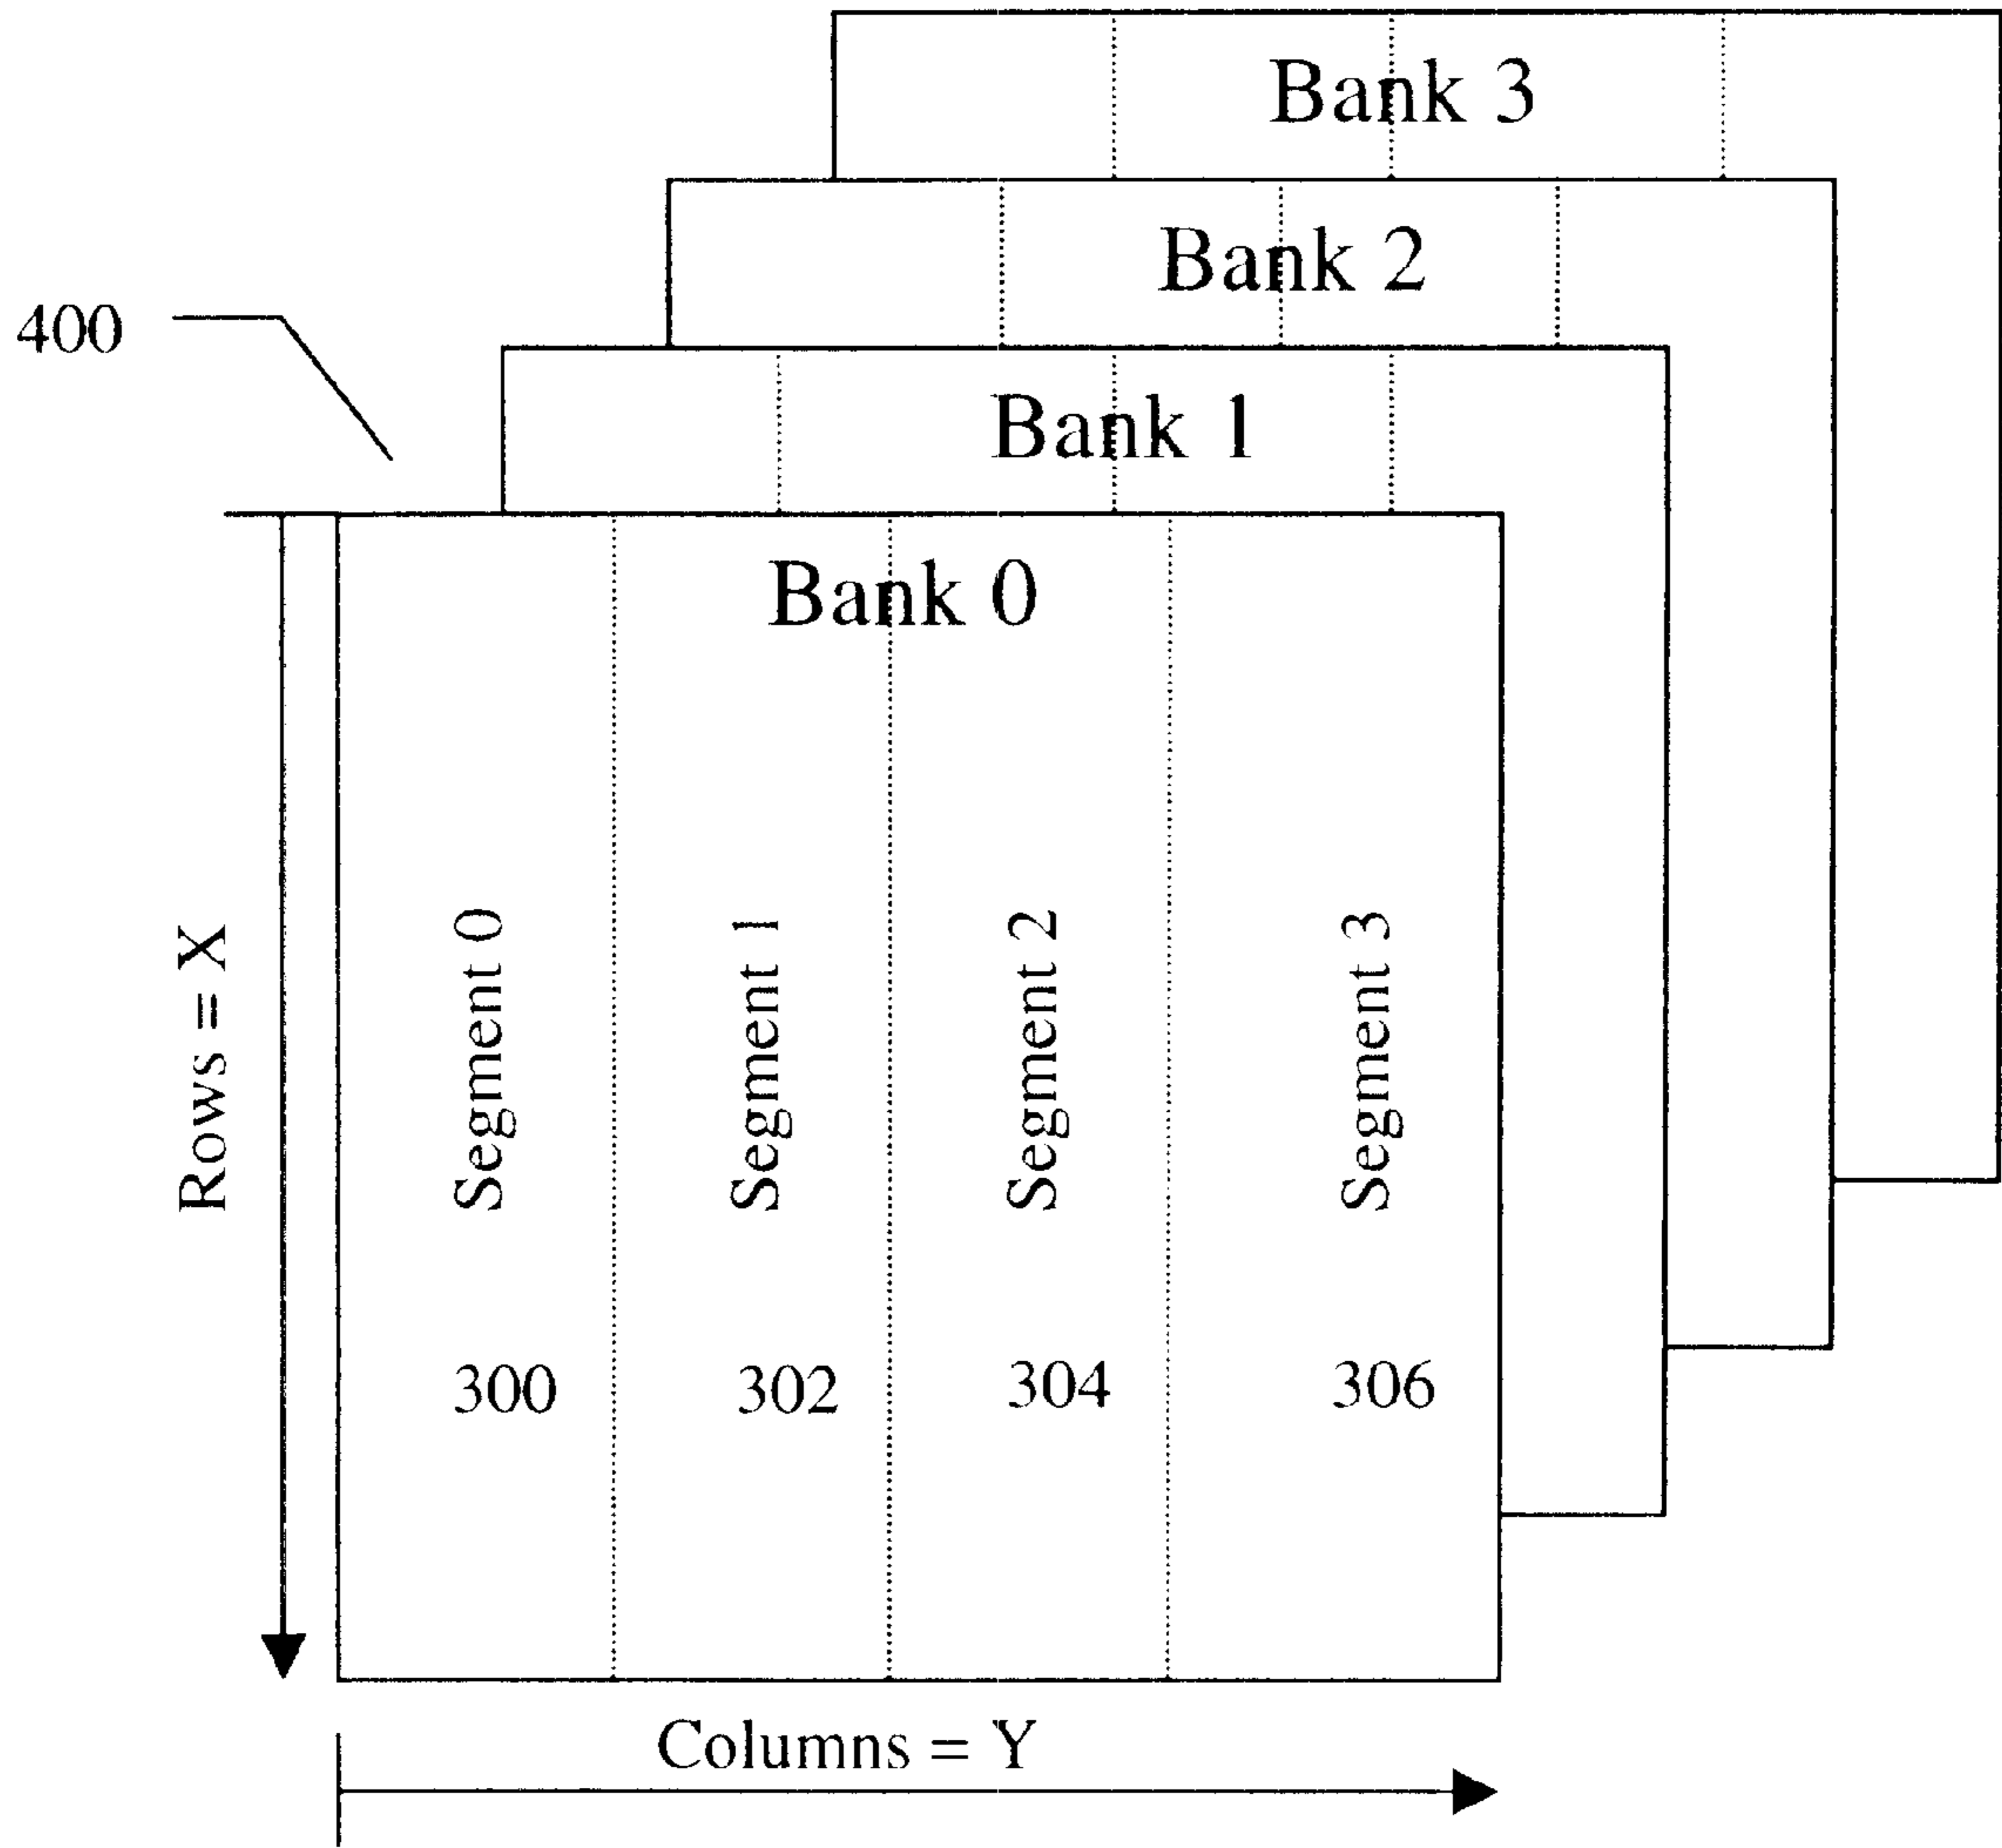 Bank 3
Bank 2
400
Bank 1
Bank 0
Rows = X
Segment 0
Segment 1
Segment 2
Segment 3
300
302
304
306
Columns = Y